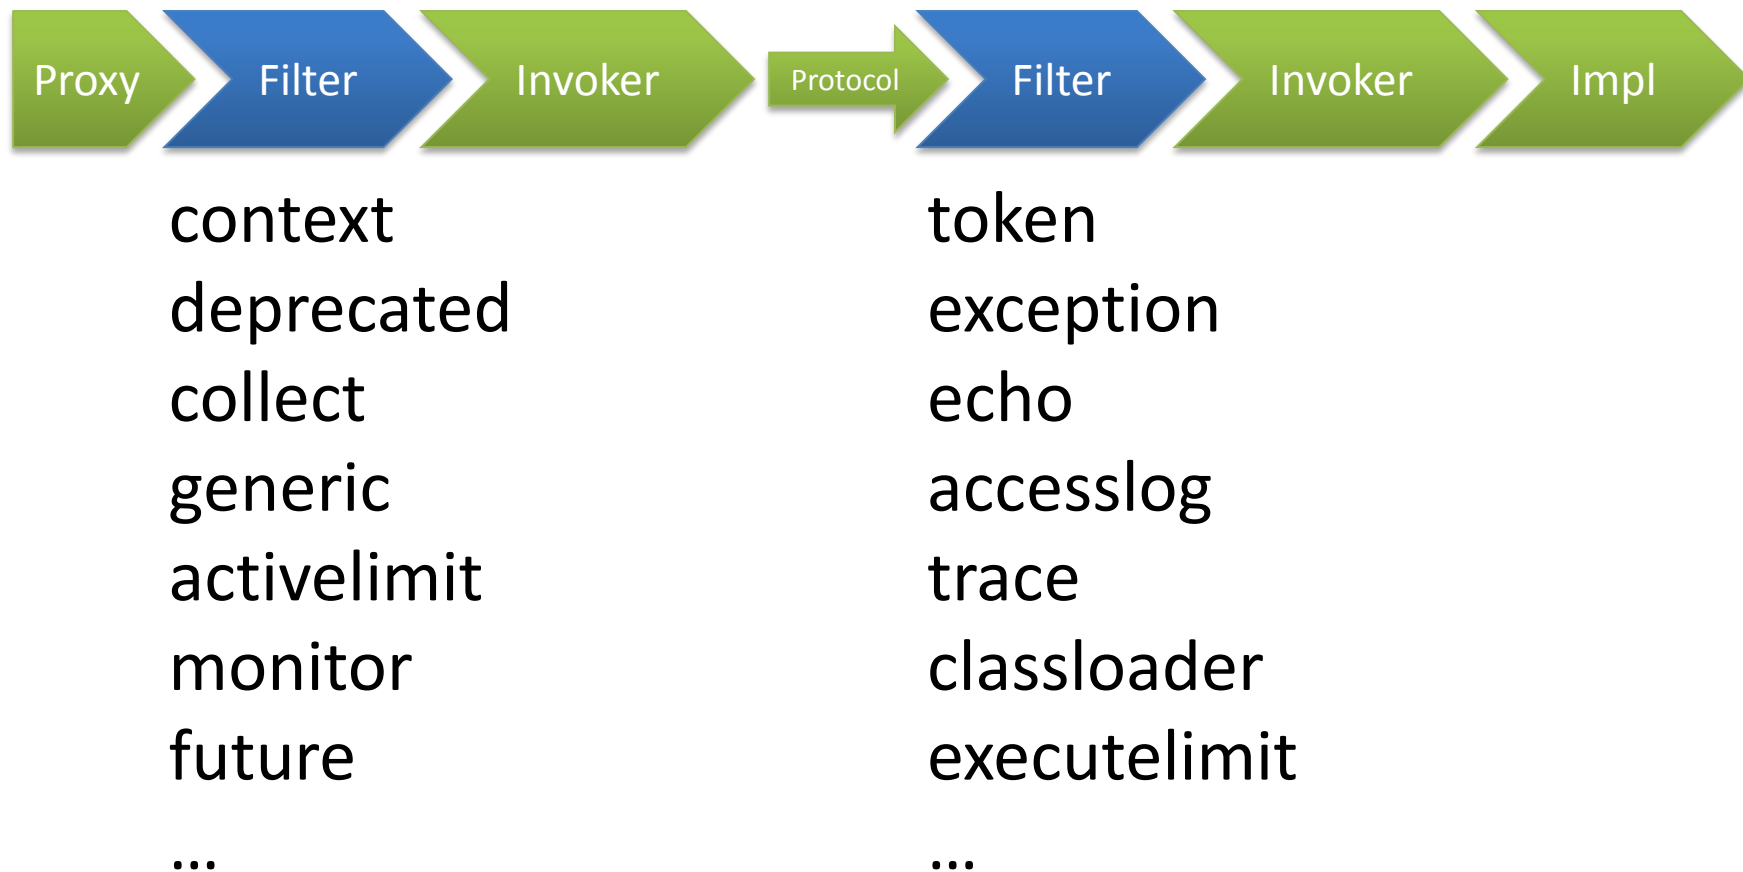 Proxy Filter Invoker Protocol Filter Invoker Impl
context
deprecated
collect
generic
activelimit
monitor
future
...
token
exception
echo
accesslog
trace
classloader
executelimit
...